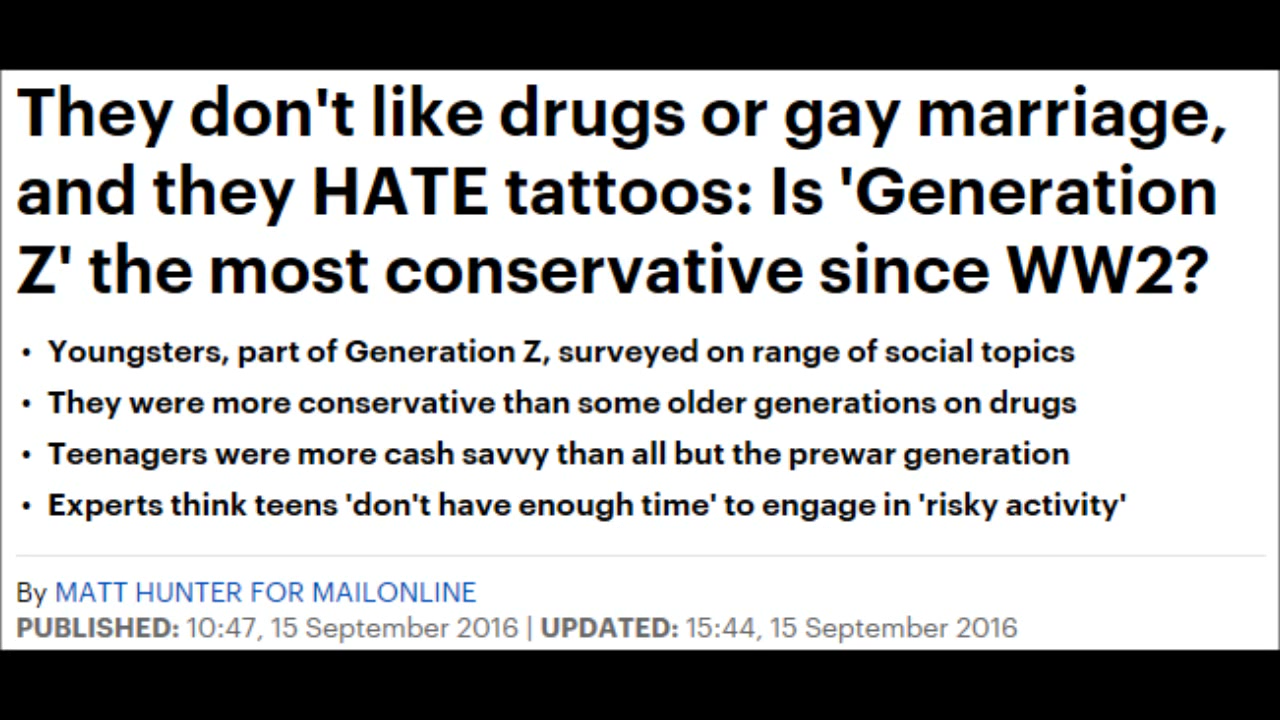 They don't like drugs or gay marriage,
and they HATE tattoos: Is 'Generation
Z' the most conservative since WW2?
• Youngsters, part of Generation Z, surveyed on range of social topics
• They were more conservative than some older generations on drugs
• Teenagers were more cash savvy than all but the prewar generation
• Experts think teens 'don't have enough time' to engage in 'risky activity'
By MATT HUNTER FOR MAILONLINE
PUBLISHED: 10:47, 15 September 2016 | UPDATED: 15:44, 15 September 2016